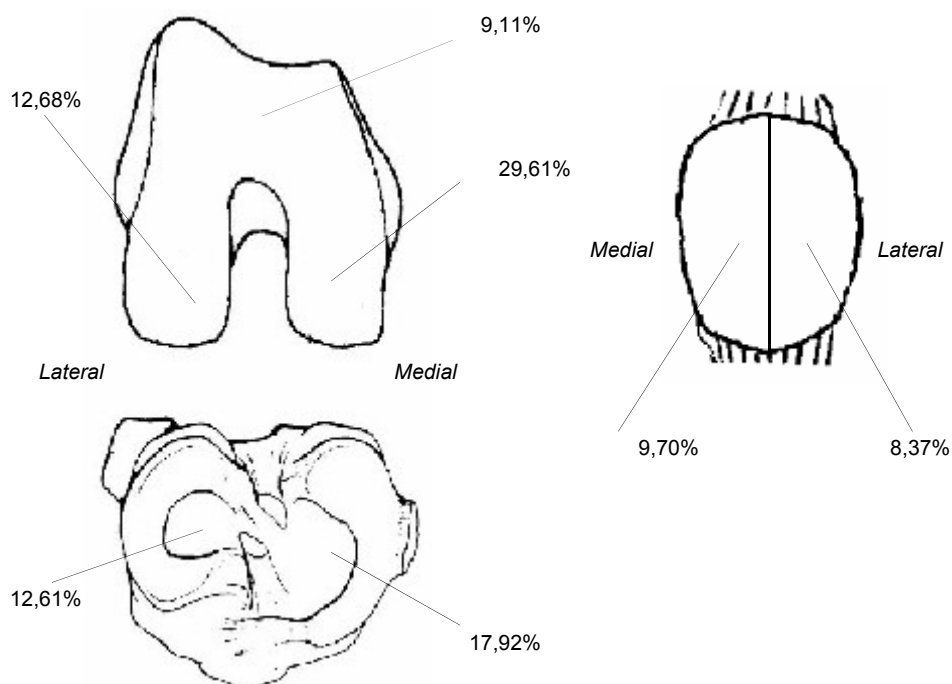 9,11%
12,68%
29,61%
Medial
Lateral
Lateral
Medial
9,70%
8,37%
12,61%
17,92%